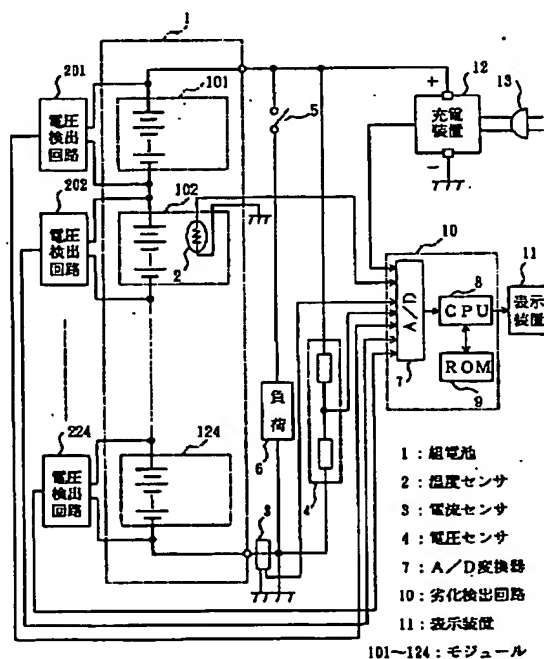 1
201
電圧
検出
回路
101
5
+
12
充電
装置
-
13
202
電圧
検出
回路
102
2
10
A/D
7
8
CPU
ROM
9
11
表示
装置
負
荷
6
224
電圧
検出
回路
124
3
4
1：組電池
2：温度センサ
3：電流センサ
4：電圧センサ
7：A/D変換器
10：劣化検出回路
11：表示装置
101～124：モジュール